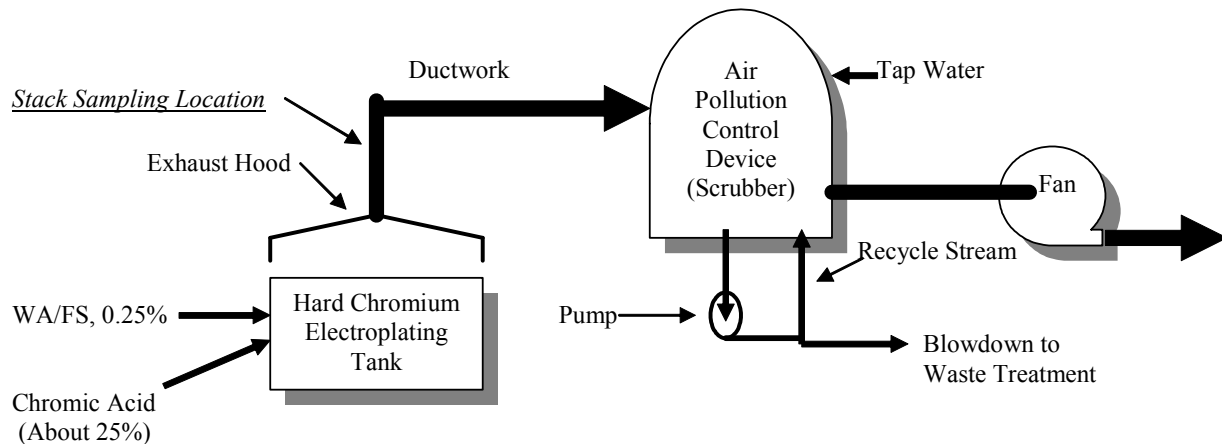 Ductwork
Stack Sampling Location
Exhaust Hood
WA/FS, 0.25%
Chromic Acid
(About 25%)
Hard Chromium
Electroplating
Tank
Air
Pollution
Control
Device
(Scrubber)
Tap Water
Fan
Recycle Stream
Pump
Blowdown to
Waste Treatment